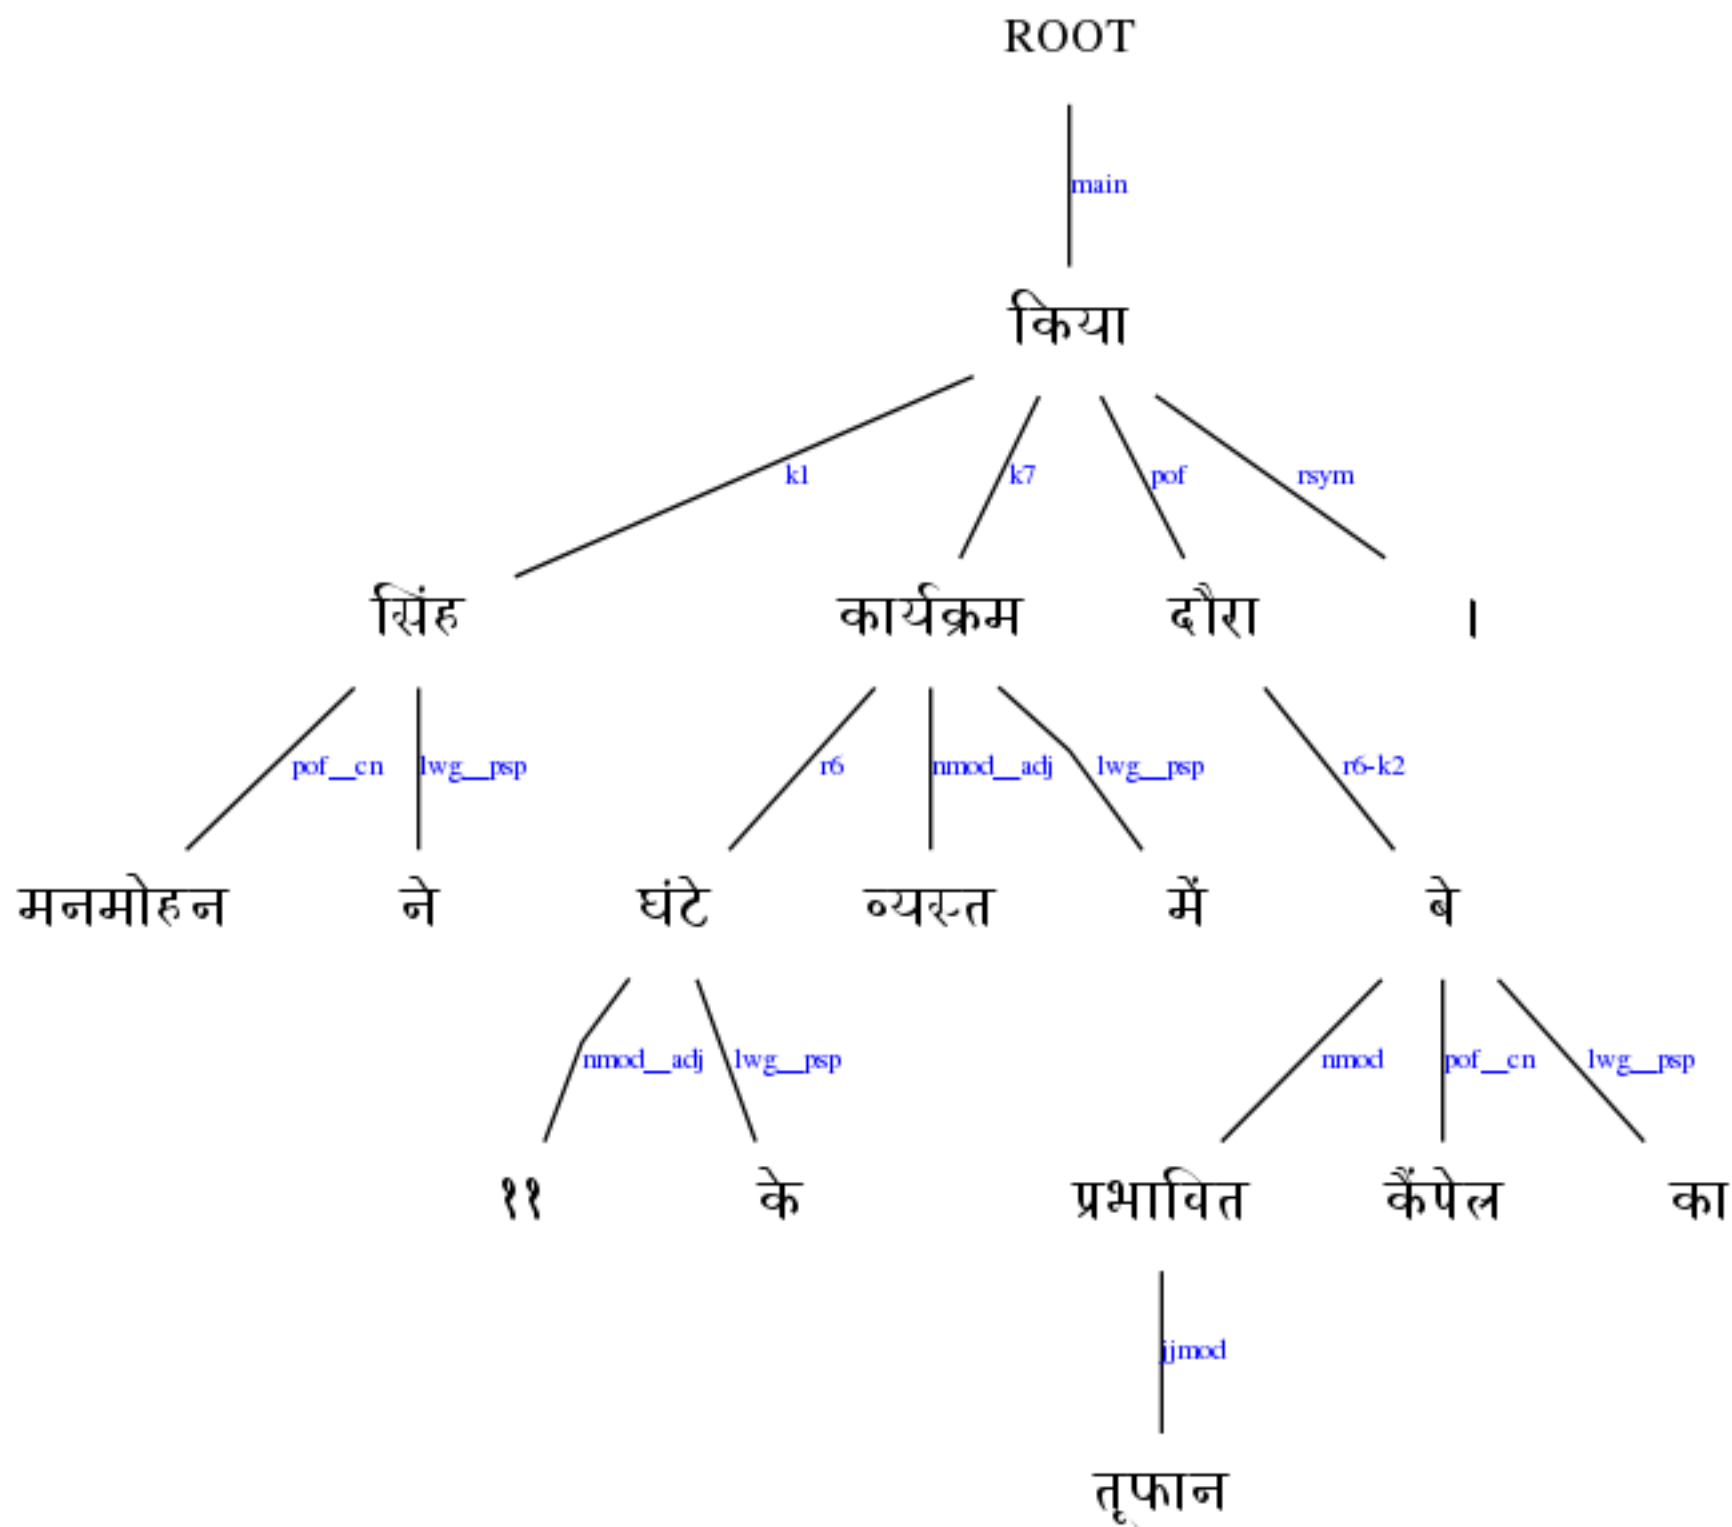 ROOT
main
किया
k1 k7 pof rsym
सिंह कार्यक्रम दौरा ।
pof__cn lwg__psp r6 nmod__adj lwg__psp r6-k2
मनमोहन ने घंटे व्यस्त में बे
nmod__adj lwg__psp nmod pof__cn lwg__psp
११ के प्रभावित कैंपेल का
jjmod
तूफान